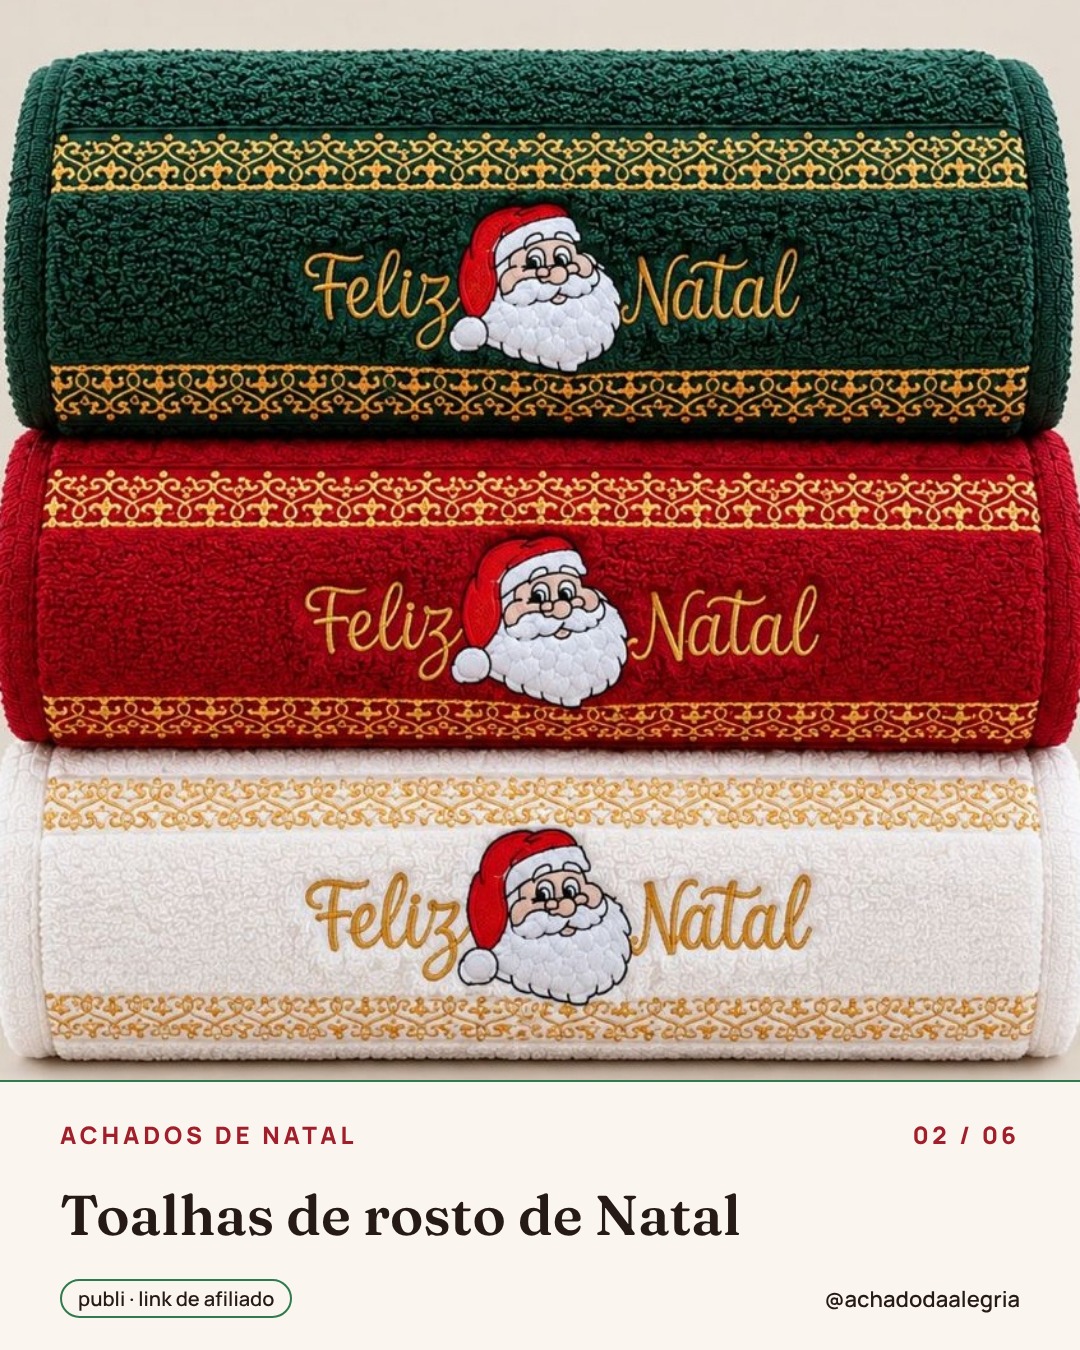 Feliz Natal
Feliz Natal
Feliz Natal
ACHADOS DE NATAL
02 / 06
Toalhas de rosto de Natal
publi · link de afiliado
@achadodaalegria